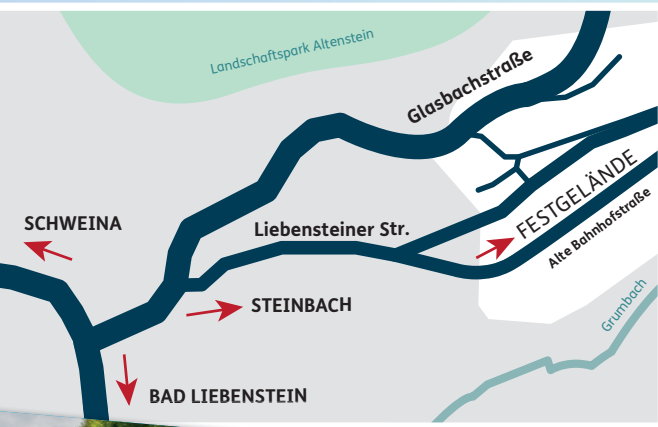 Landschaftspark Altenstein
Glasbachstraße
SCHWEINA
Liebensteiner Str.
FESTGELÄNDE
Alte Bahnhofstraße
STEINBACH
Grumbach
BAD LIEBENSTEIN